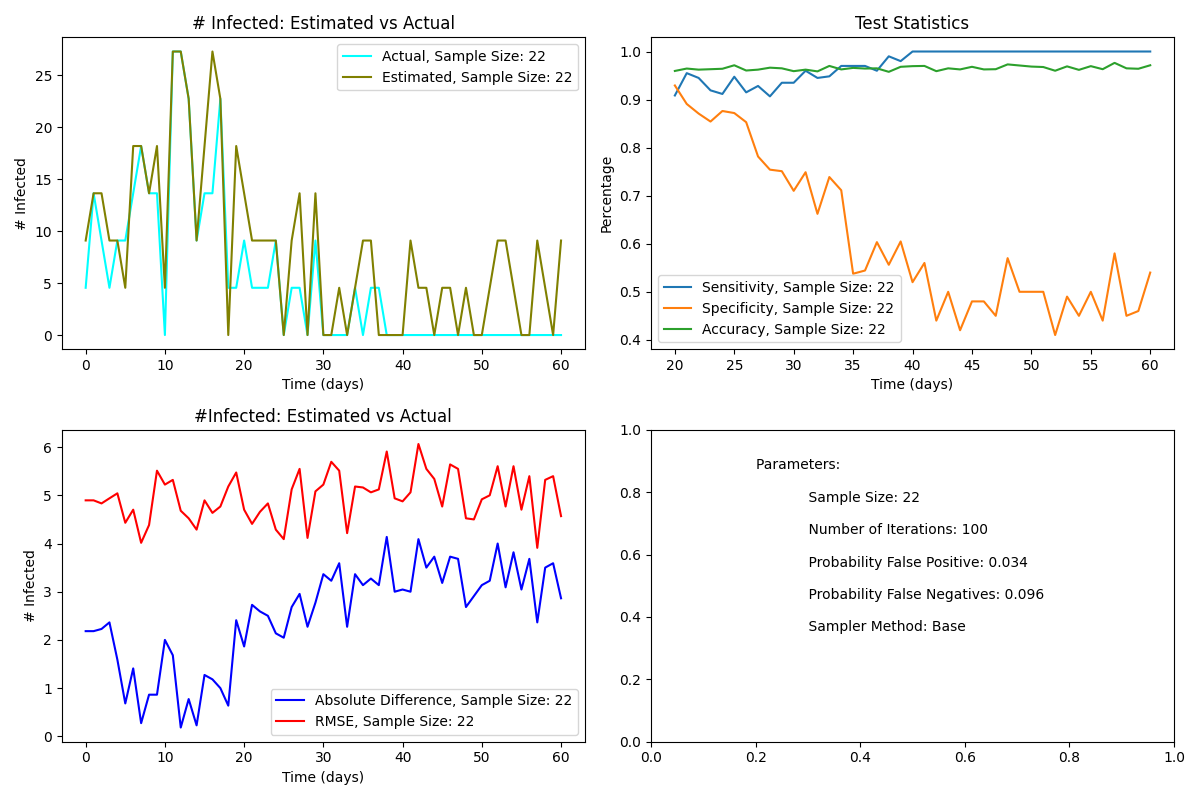 # Infected: Estimated vs Actual
# Infected
25
20
15
10
5
0
Actual, Sample Size: 22
Estimated, Sample Size: 22
0 10 20 30 40 50 60
Time (days)
Test Statistics
Percentage
1.0
0.9
0.8
0.7
0.6
0.5
0.4
Sensitivity, Sample Size: 22
Specificity, Sample Size: 22
Accuracy, Sample Size: 22
20 25 30 35 40 45 50 55 60
Time (days)
#Infected: Estimated vs Actual
# Infected
6
5
4
3
2
1
0
Absolute Difference, Sample Size: 22
RMSE, Sample Size: 22
0 10 20 30 40 50 60
Time (days)
1.0
0.8
0.6
0.4
0.2
0.0
Parameters:
Sample Size: 22
Number of Iterations: 100
Probability False Positive: 0.034
Probability False Negatives: 0.096
Sampler Method: Base
0.0 0.2 0.4 0.6 0.8 1.0